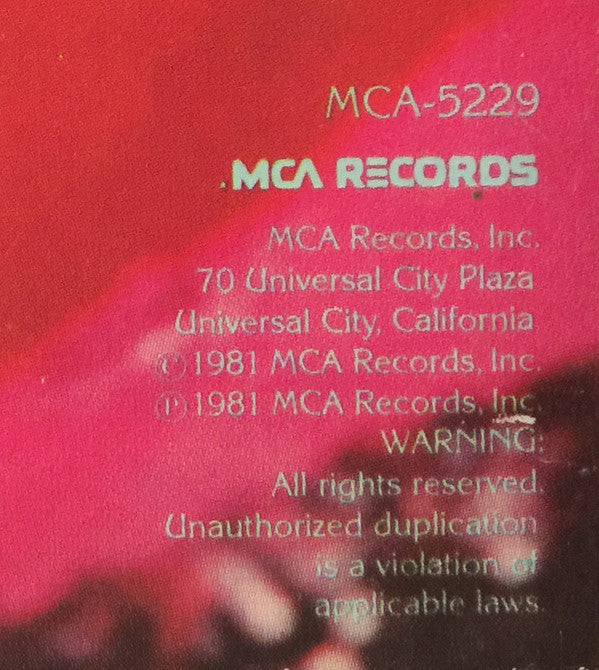 MCA-5229
MCA RECORDS
MCA Records, Inc.
70 Universal City Plaza
Universal City, California
©1981 MCA Records, Inc.
℗1981 MCA Records, Inc.
WARNING:
All rights reserved.
Unauthorized duplication
is a violation of
applicable laws.